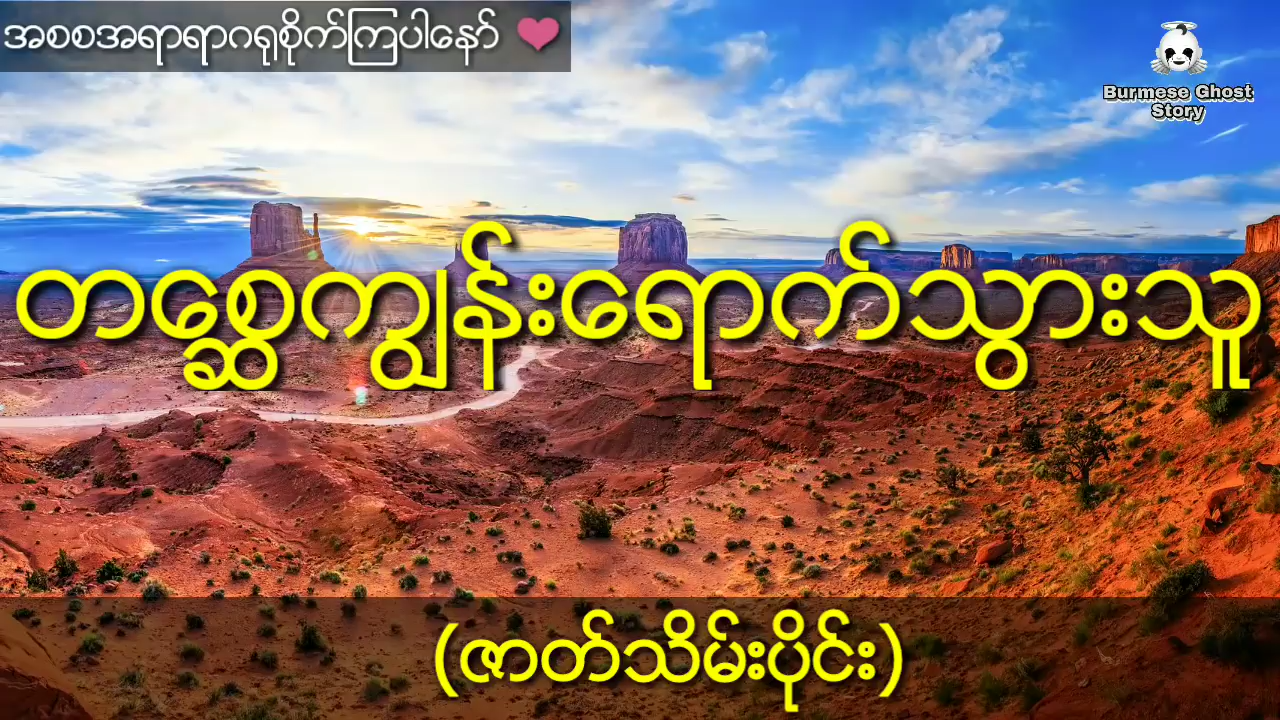 အစစအရာရာဂရုစိုက်ကြပါနော် ❤
Burmese Ghost
Story
တစ္ဆေကျွန်းရောက်သွားသူ
(ဇာတ်သိမ်းပိုင်း)